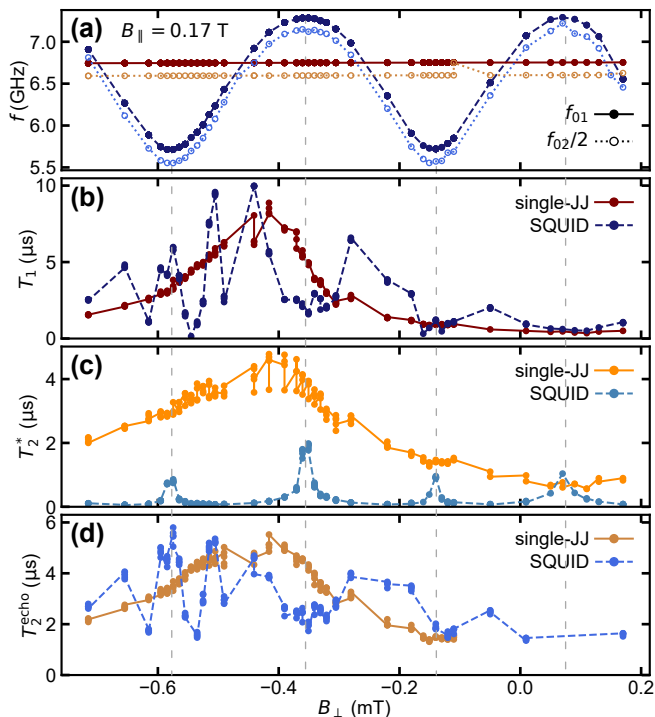 (a) B∥ = 0.17 T
7.0
6.5
6.0
5.5
f (GHz)
f₀₁
f₀₂/2
(b)
10
5
0
T₁ (μs)
single-JJ
SQUID
(c)
4
2
0
T₂* (μs)
single-JJ
SQUID
(d)
6
4
2
0
T₂ᵉᶜʰᵒ (μs)
single-JJ
SQUID
−0.6 −0.4 −0.2 0.0 0.2
B⊥ (mT)